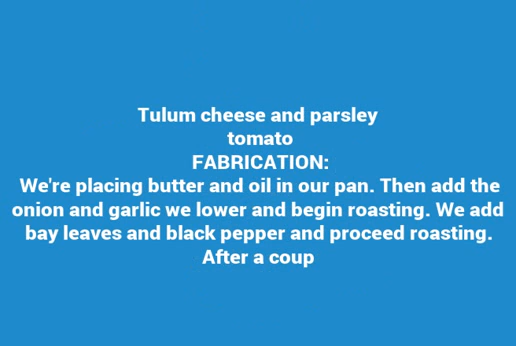 Tulum cheese and parsley
tomato
FABRICATION:
We're placing butter and oil in our pan. Then add the
onion and garlic we lower and begin roasting. We add
bay leaves and black pepper and proceed roasting.
After a coup